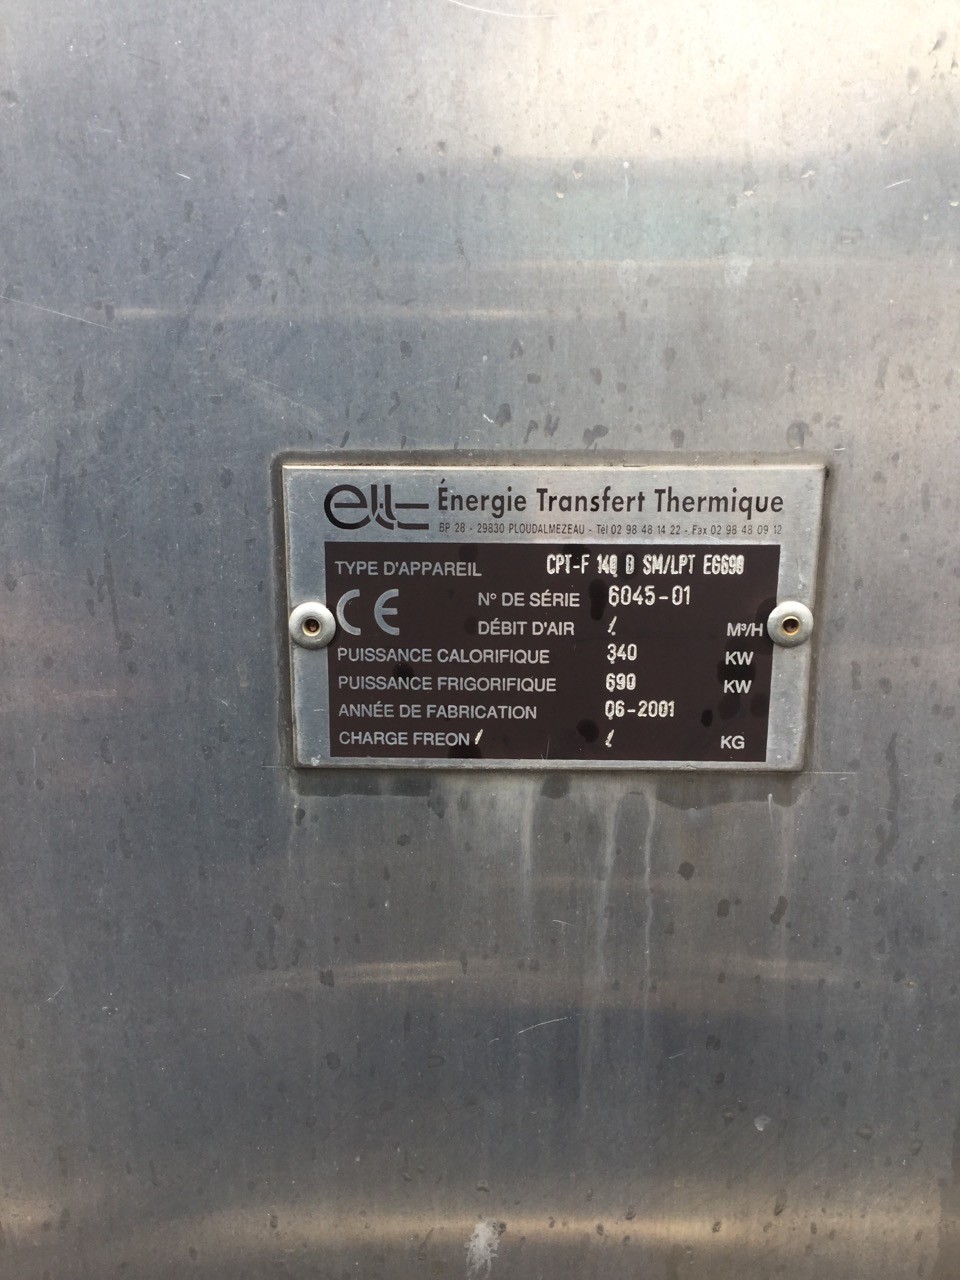 ett Énergie Transfert Thermique
BP 28 - 29830 PLOUDALMEZEAU - Tél 02 98 48 14 22 - Fax 02 98 48 09 12
TYPE D'APPAREIL CPT-F 140 D SM/LPT EG690
CE N° DE SÉRIE 6045-01
DÉBIT D'AIR / M³/H
PUISSANCE CALORIFIQUE 340 KW
PUISSANCE FRIGORIFIQUE 690 KW
ANNÉE DE FABRICATION 06-2001
CHARGE FREON / / KG